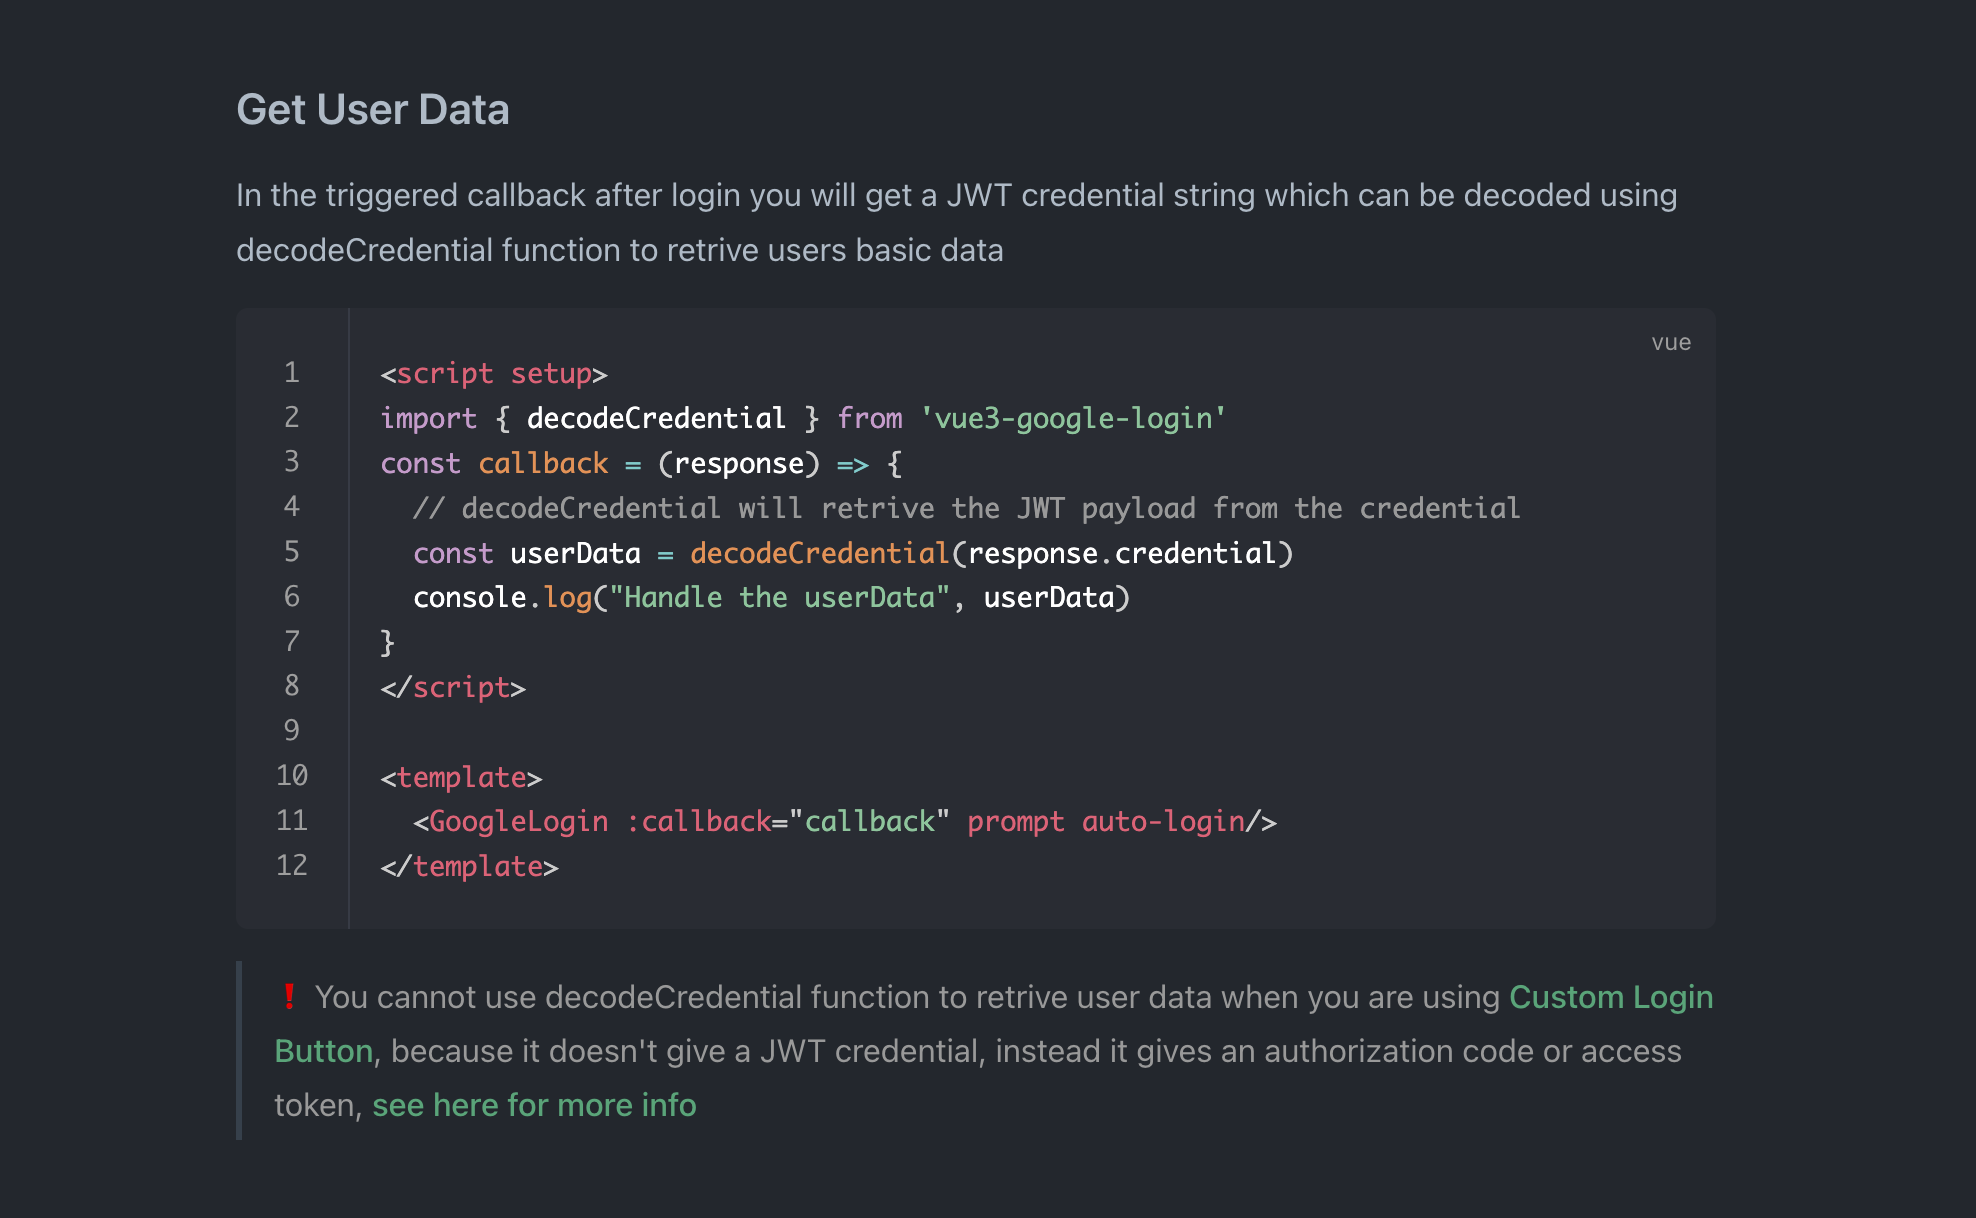 Get User Data
In the triggered callback after login you will get a JWT credential string which can be decoded using
decodeCredential function to retrive users basic data
vue
1 <script setup>
2 import { decodeCredential } from 'vue3-google-login'
3 const callback = (response) => {
4   // decodeCredential will retrive the JWT payload from the credential
5   const userData = decodeCredential(response.credential)
6   console.log("Handle the userData", userData)
7 }
8 </script>
9
10 <template>
11   <GoogleLogin :callback="callback" prompt auto-login/>
12 </template>
❗ You cannot use decodeCredential function to retrive user data when you are using Custom Login
Button, because it doesn't give a JWT credential, instead it gives an authorization code or access
token, see here for more info